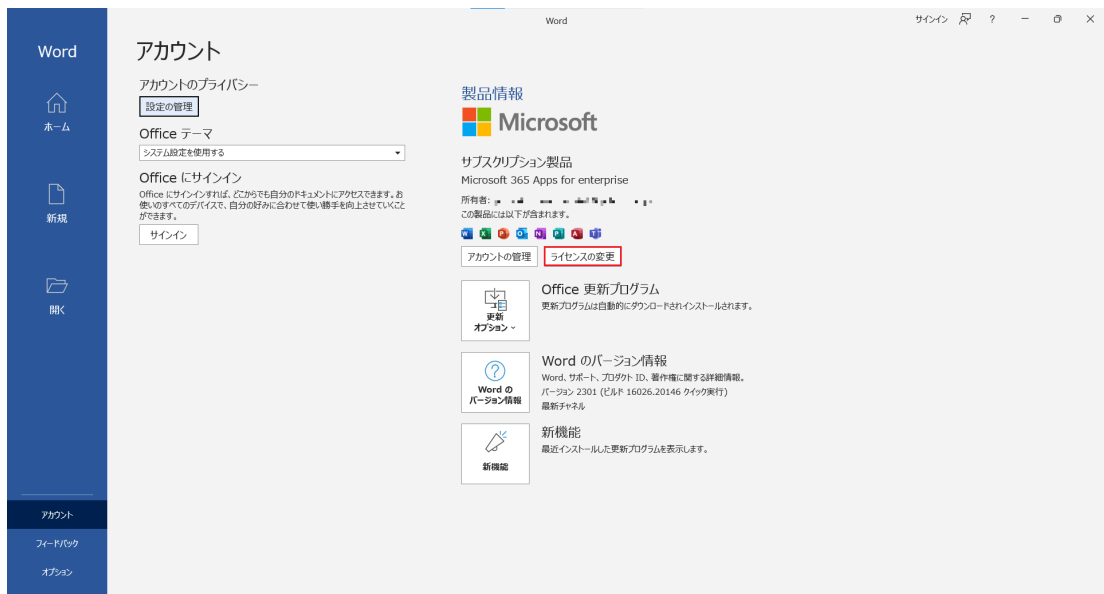 Word
サインイン
?
Word
アカウント
ホーム
新規
開く
アカウント
フィードバック
オプション
アカウントのプライバシー
設定の管理
Office テーマ
システム設定を使用する
Office にサインイン
Office にサインインすれば、どこからでも自分のドキュメントにアクセスできます。お
使いのすべてのデバイスで、自分の好みに合わせて使い勝手を向上させていくこと
ができます。
サインイン
製品情報
Microsoft
サブスクリプション製品
Microsoft 365 Apps for enterprise
所有者:
この製品には以下が含まれます。
アカウントの管理
ライセンスの変更
更新
オプション
Office 更新プログラム
更新プログラムは自動的にダウンロードされインストールされます。
Word の
バージョン情報
Word のバージョン情報
Word、サポート、プロダクト ID、著作権に関する詳細情報。
バージョン 2301 (ビルド 16026.20146 クイック実行)
最新チャネル
新機能
新機能
最近インストールした更新プログラムを表示します。